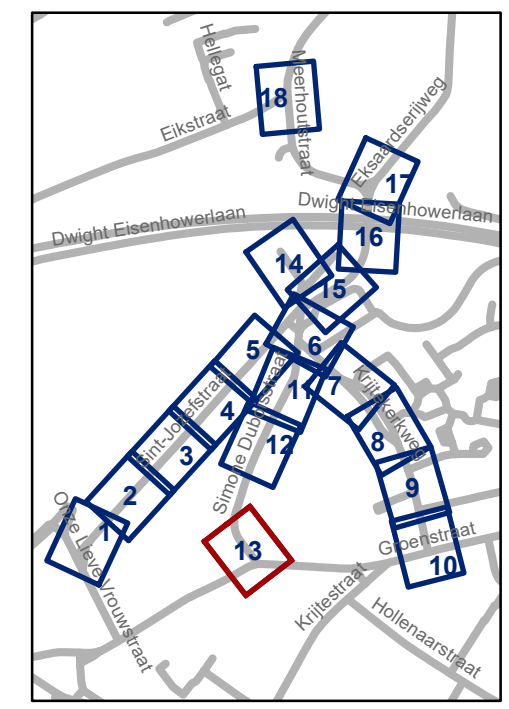 Hellegat
Meerhoutstraat
18
Eikstraat
Eksaardserijweg
17
Dwight Eisenhowerlaan
Dwight Eisenhowerlaan
16
14
15
5
6
Sint-Jozefstraat
Simone Duboisstraat
11
7
Krijtekerkweg
4
12
8
3
9
2
Onze Lieve Vrouwstraat
1
13
Groenstraat
10
Krijtestraat
Hollenaarstraat